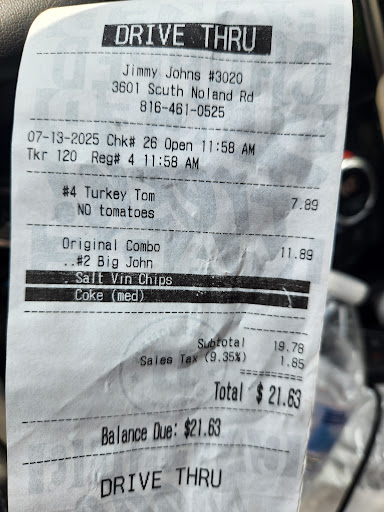 DRIVE THRU
Jimmy Johns #3020
3601 South Noland Rd
816-461-0525
07-13-2025 Chk# 26 Open 11:58 AM
Tkr 120 Reg# 4 11:58 AM
#4 Turkey Tom 7.89
NO tomatoes
Original Combo 11.89
..#2 Big John
. Salt Vin Chips
Coke (med)
Subtotal 19.78
Sales Tax (9.35%) 1.85
Total $ 21.63
Balance Due: $21.63
DRIVE THRU